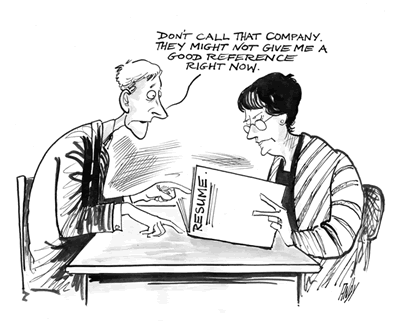 DON'T CALL THAT COMPANY.
THEY MIGHT NOT GIVE ME A
GOOD REFERENCE
RIGHT NOW.
RESUME.